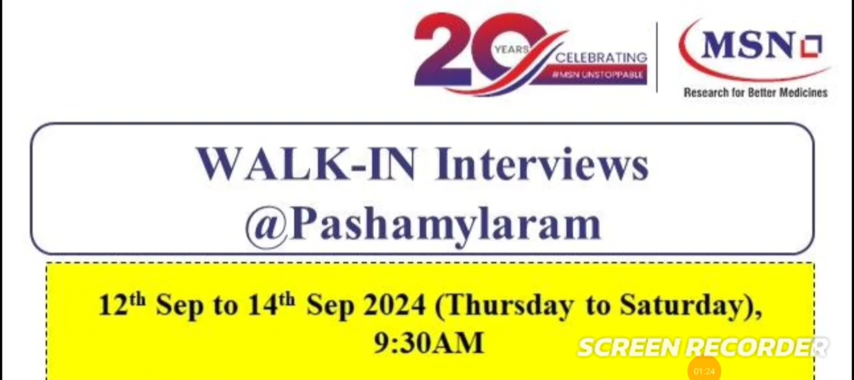 20
YEARS
CELEBRATING
#MSN UNSTOPPABLE
MSN
Research for Better Medicines
WALK-IN Interviews
@Pashamylaram
12th Sep to 14th Sep 2024 (Thursday to Saturday),
9:30AM
SCREEN RECORDER
01:24